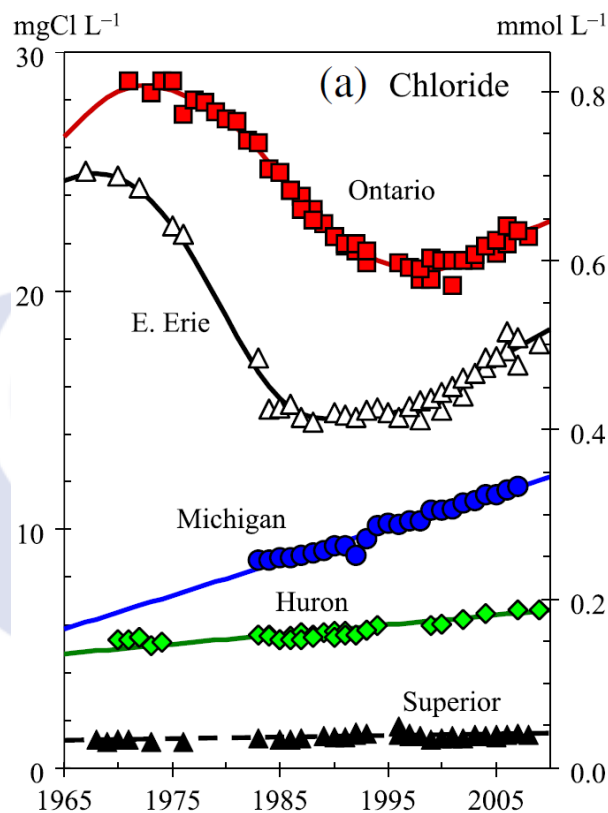 mgCl L⁻¹ mmol L⁻¹
30
(a) Chloride
0.8
Ontario
0.6
20
E. Erie
0.4
Michigan
10
Huron
0.2
Superior
0 0.0
1965 1975 1985 1995 2005